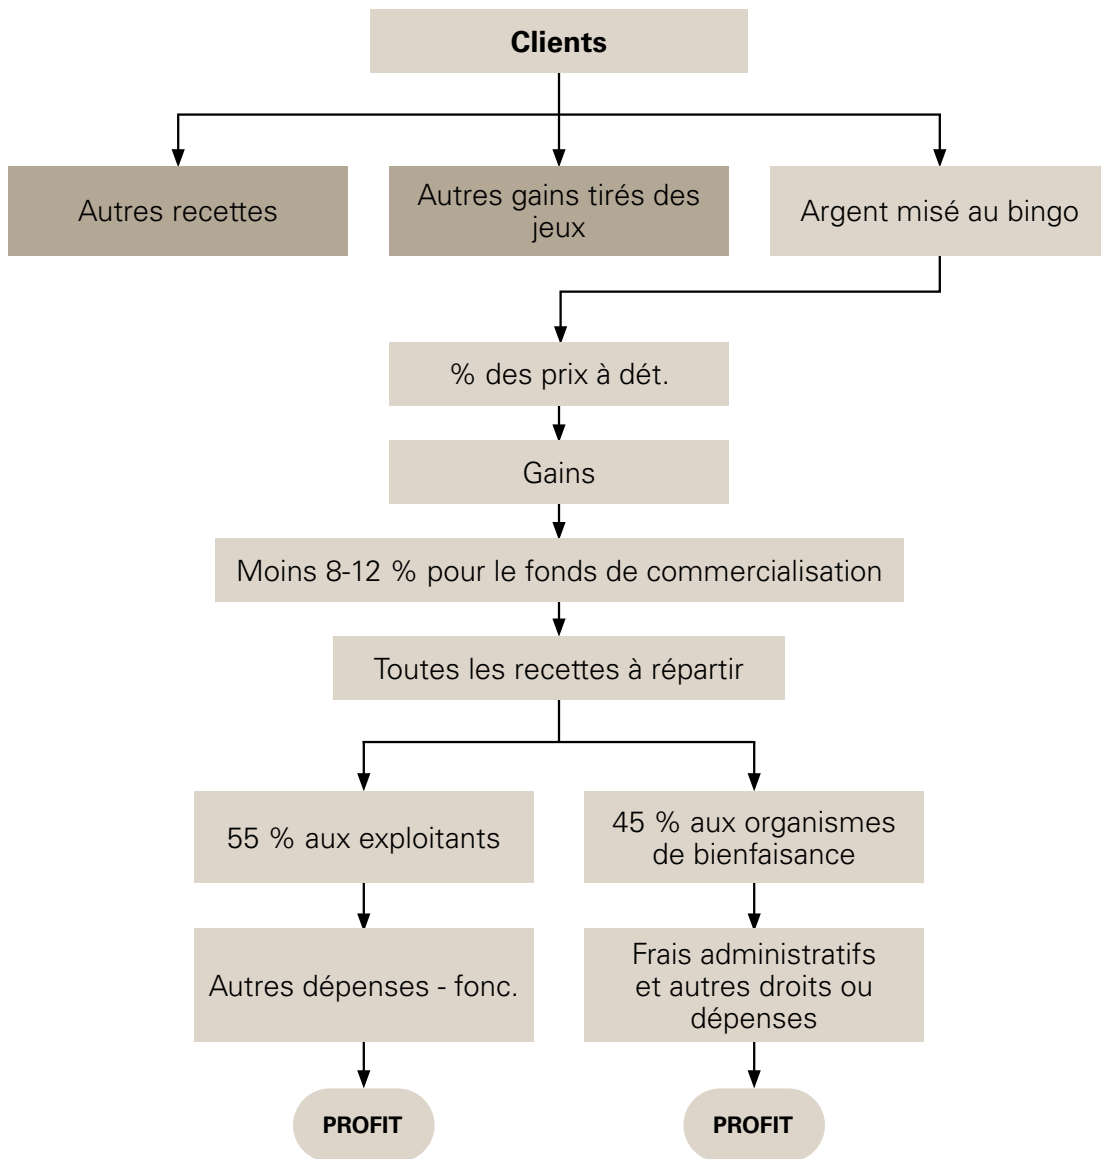 Clients
Autres recettes
Autres gains tirés des
jeux
Argent misé au bingo
% des prix à dét.
Gains
Moins 8-12 % pour le fonds de commercialisation
Toutes les recettes à répartir
55 % aux exploitants
45 % aux organismes
de bienfaisance
Autres dépenses - fonc.
Frais administratifs
et autres droits ou
dépenses
PROFIT
PROFIT